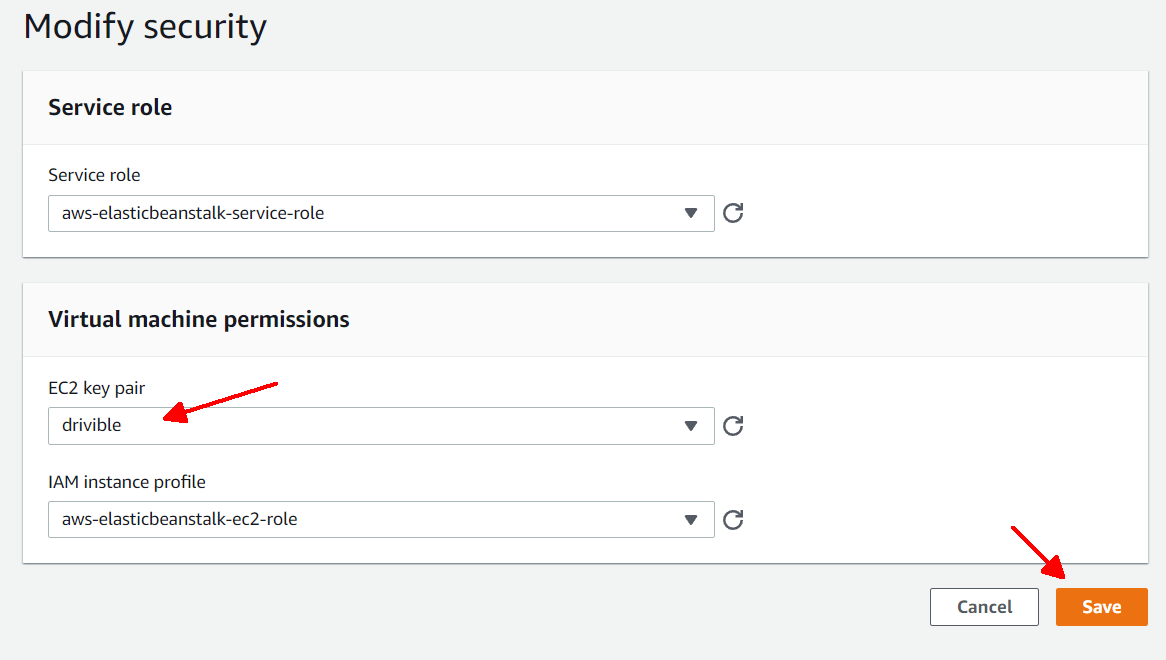 Modify security
Service role
Service role
aws-elasticbeanstalk-service-role
Virtual machine permissions
EC2 key pair
drivible
IAM instance profile
aws-elasticbeanstalk-ec2-role
Cancel
Save